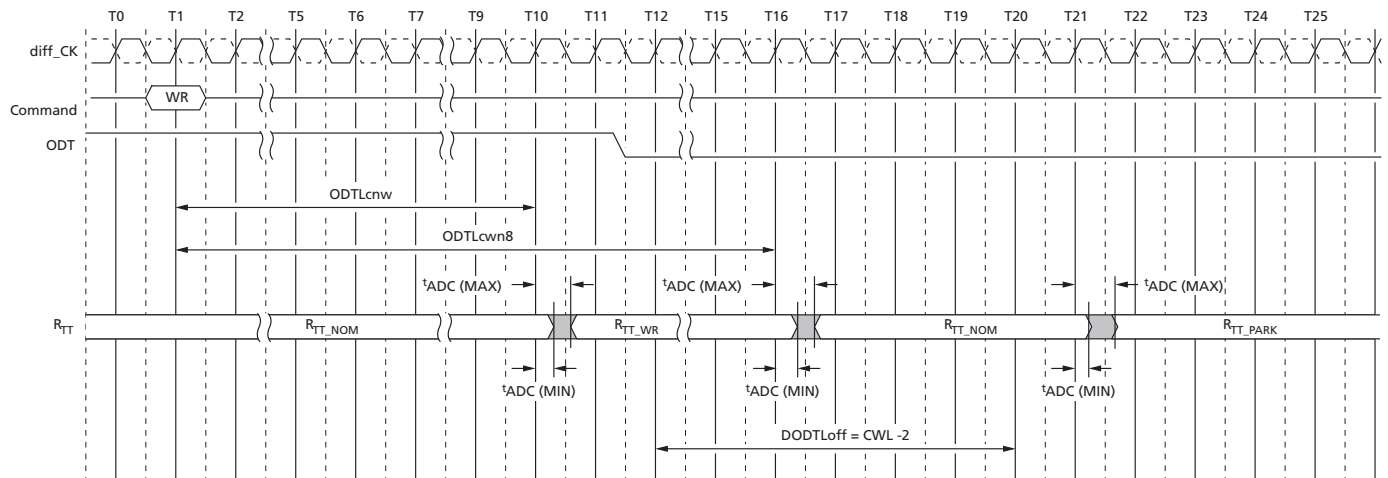 T0 T1 T2 T5 T6 T7 T9 T10 T11 T12 T15 T16 T17 T18 T19 T20 T21 T22 T23 T24 T25
diff_CK
WR
Command
ODT
ODTLcnw
ODTLcwn8
tADC (MAX) tADC (MAX) tADC (MAX)
RTT RTT_NOM RTT_WR RTT_NOM RTT_PARK
tADC (MIN) tADC (MIN) tADC (MIN)
DODTLoff = CWL -2